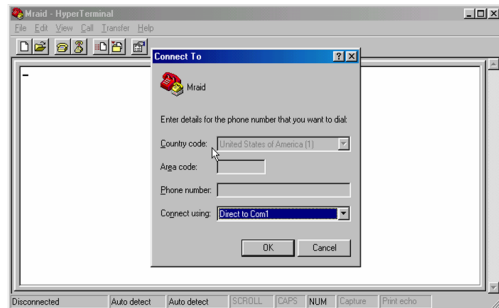 Mraid - HyperTerminal
File Edit View Call Transfer Help
Connect To
Mraid
Enter details for the phone number that you want to dial:
Country code: United States of America (1)
Area code:
Phone number:
Connect using: Direct to Com1
OK Cancel
Disconnected Auto detect Auto detect SCROLL CAPS NUM Capture Print echo